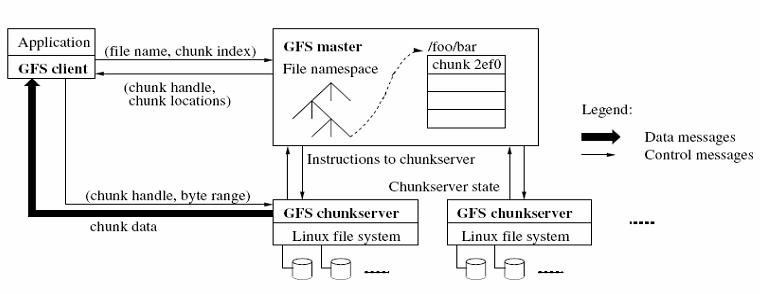 Application
GFS client
(file name, chunk index)
(chunk handle,
chunk locations)
GFS master
File namespace
/foo/bar
chunk 2ef0
Legend:
Data messages
Control messages
Instructions to chunkserver
Chunkserver state
(chunk handle, byte range)
chunk data
GFS chunkserver
Linux file system
GFS chunkserver
Linux file system